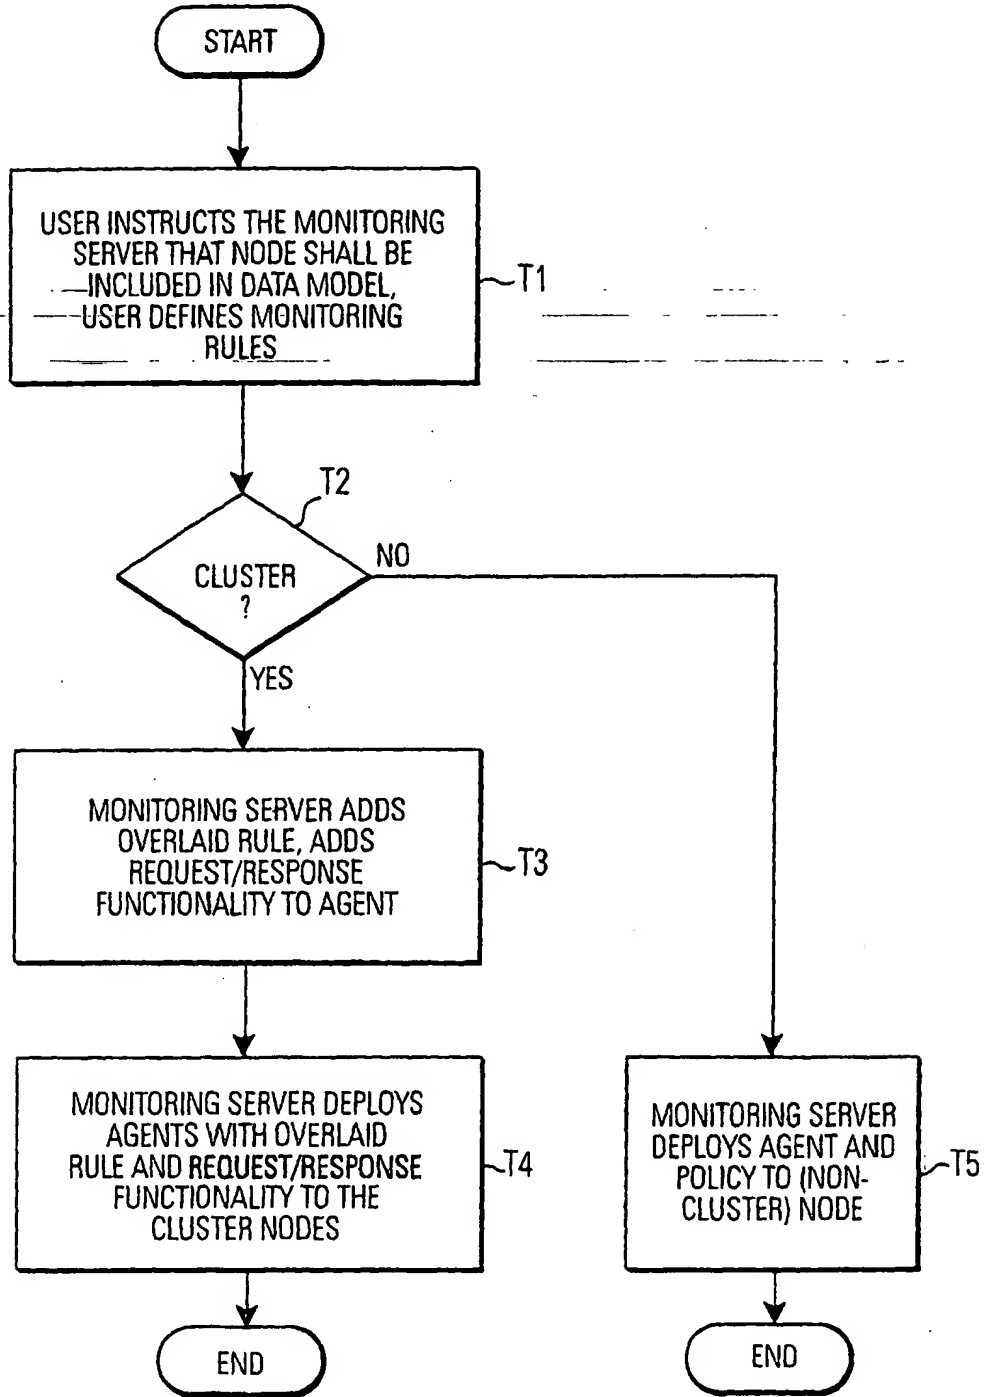 START
USER INSTRUCTS THE MONITORING
SERVER THAT NODE SHALL BE
INCLUDED IN DATA MODEL,
USER DEFINES MONITORING
RULES
T1
T2
CLUSTER
?
NO
YES
MONITORING SERVER ADDS
OVERLAID RULE, ADDS
REQUEST/RESPONSE
FUNCTIONALITY TO AGENT
T3
MONITORING SERVER DEPLOYS
AGENTS WITH OVERLAID
RULE AND REQUEST/RESPONSE
FUNCTIONALITY TO THE
CLUSTER NODES
T4
MONITORING SERVER
DEPLOYS AGENT AND
POLICY TO (NON-
CLUSTER) NODE
T5
END
END